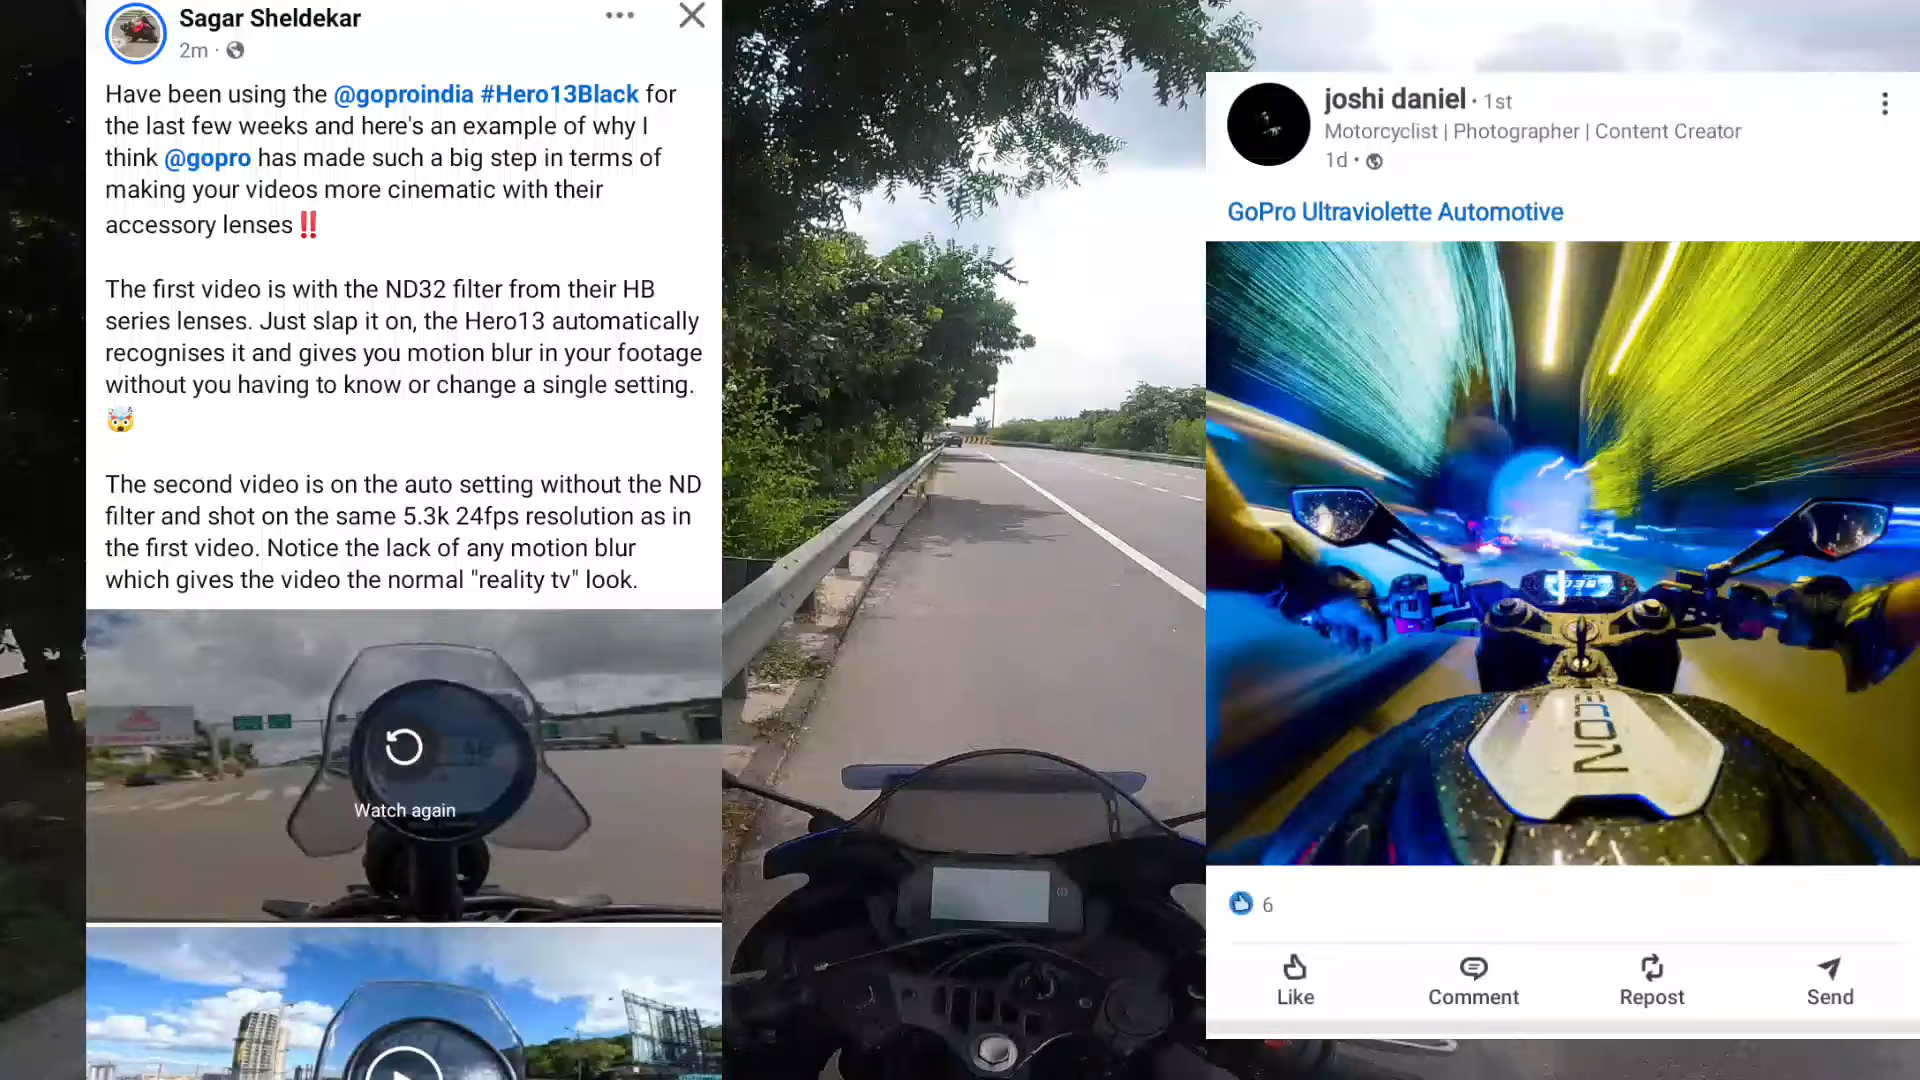 Sagar Sheldekar
2m ·
Have been using the @goproindia #Hero13Black for
the last few weeks and here's an example of why I
think @gopro has made such a big step in terms of
making your videos more cinematic with their
accessory lenses‼️
The first video is with the ND32 filter from their HB
series lenses. Just slap it on, the Hero13 automatically
recognises it and gives you motion blur in your footage
without you having to know or change a single setting.
🤯
The second video is on the auto setting without the ND
filter and shot on the same 5.3k 24fps resolution as in
the first video. Notice the lack of any motion blur
which gives the video the normal "reality tv" look.
Watch again
joshi daniel · 1st
Motorcyclist | Photographer | Content Creator
1d ·
GoPro Ultraviolette Automotive
6
Like
Comment
Repost
Send